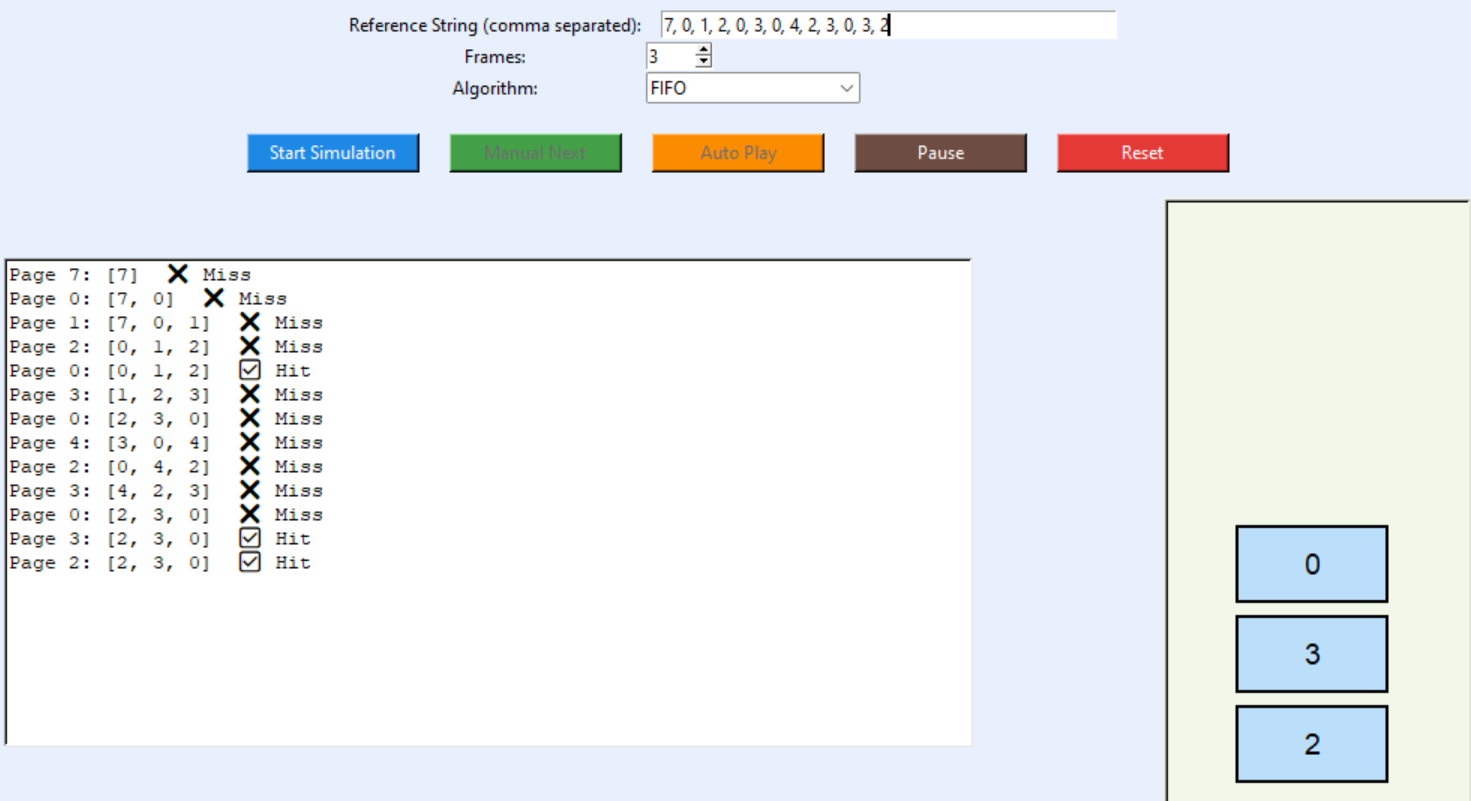 Reference String (comma separated): 7, 0, 1, 2, 0, 3, 0, 4, 2, 3, 0, 3, 2
Frames: 3
Algorithm: FIFO
Start Simulation Manual Next Auto Play Pause Reset
Page 7: [7] ❌ Miss
Page 0: [7, 0] ❌ Miss
Page 1: [7, 0, 1] ❌ Miss
Page 2: [0, 1, 2] ❌ Miss
Page 0: [0, 1, 2] ☑ Hit
Page 3: [1, 2, 3] ❌ Miss
Page 0: [2, 3, 0] ❌ Miss
Page 4: [3, 0, 4] ❌ Miss
Page 2: [0, 4, 2] ❌ Miss
Page 3: [4, 2, 3] ❌ Miss
Page 0: [2, 3, 0] ❌ Miss
Page 3: [2, 3, 0] ☑ Hit
Page 2: [2, 3, 0] ☑ Hit
0
3
2